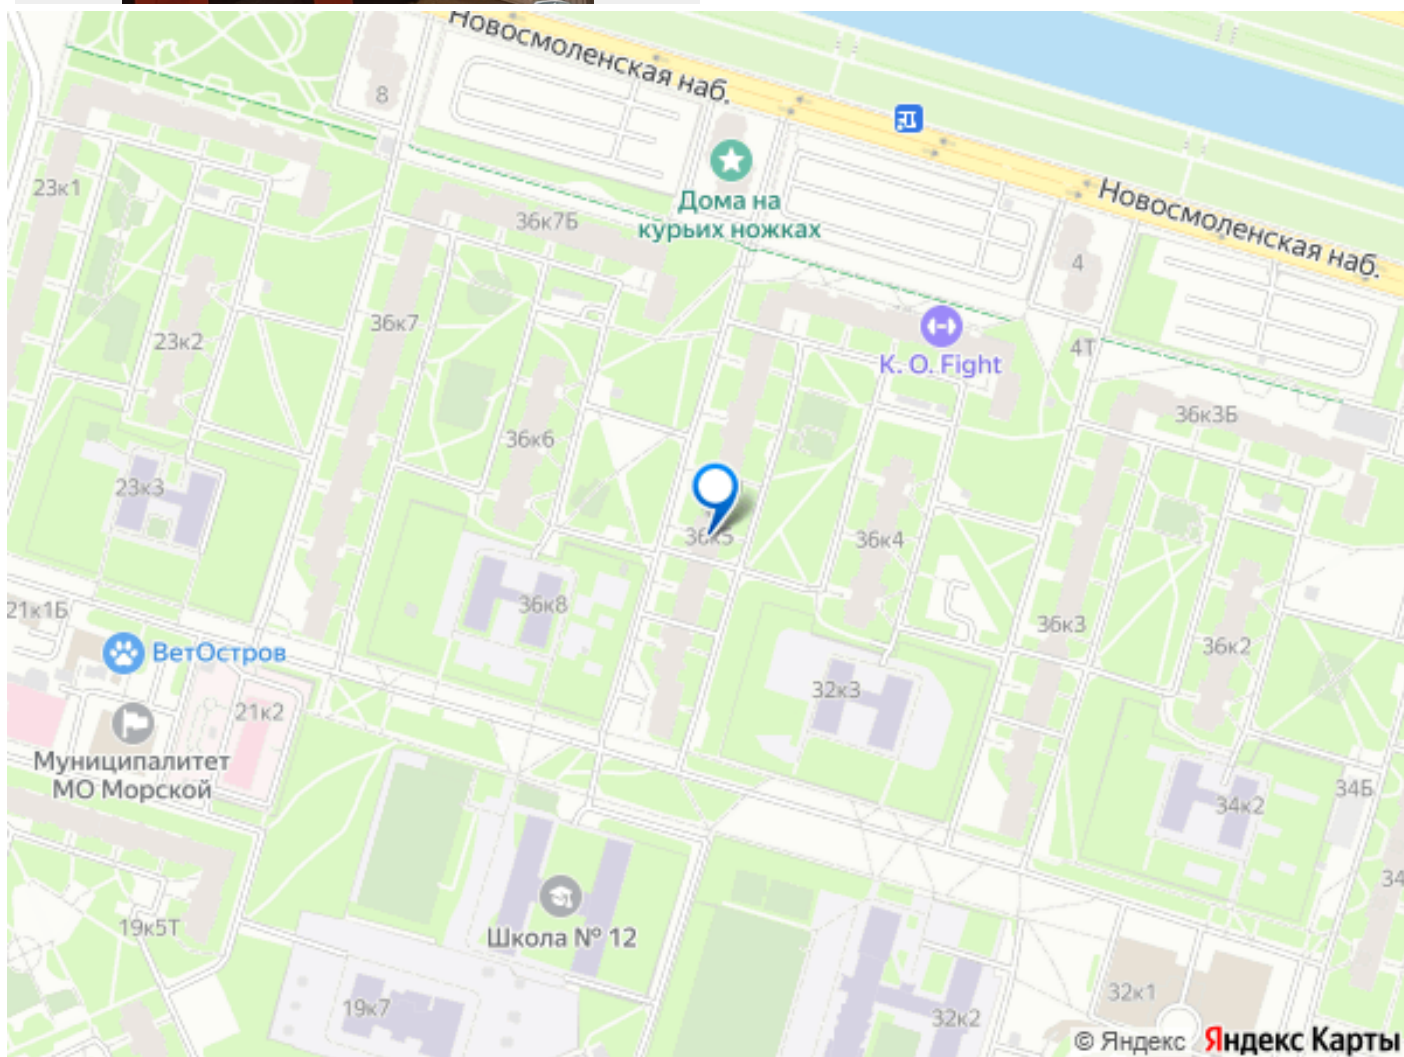 Новосмоленская наб.
8
23к1
Дома на
курьих ножках
Новосмоленская наб.
36к7Б
4
36к7
23к2
K. O. Fight
4Т
36к3Б
36к6
23к3
36к5
36к4
36к8
21к1Б
36к3
36к2
ВетОстров
32к3
21к2
Муниципалитет
МО Морской
34Б
34к2
34
Школа № 12
19к5Т
19к7
32к2
32к1
© Яндекс Яндекс Карты